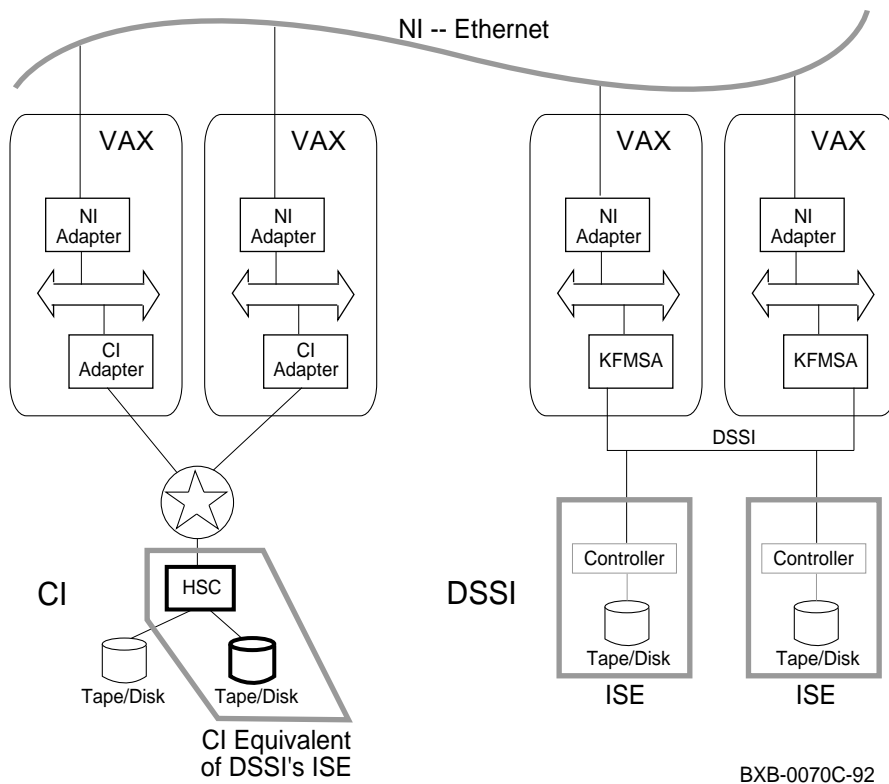 NI -- Ethernet
VAX
VAX
VAX
VAX
NI
Adapter
NI
Adapter
NI
Adapter
NI
Adapter
CI
Adapter
CI
Adapter
KFMSA
KFMSA
DSSI
CI
HSC
DSSI
Controller
Controller
Tape/Disk
Tape/Disk
Tape/Disk
Tape/Disk
ISE
ISE
CI Equivalent
of DSSI's ISE
BXB-0070C-92